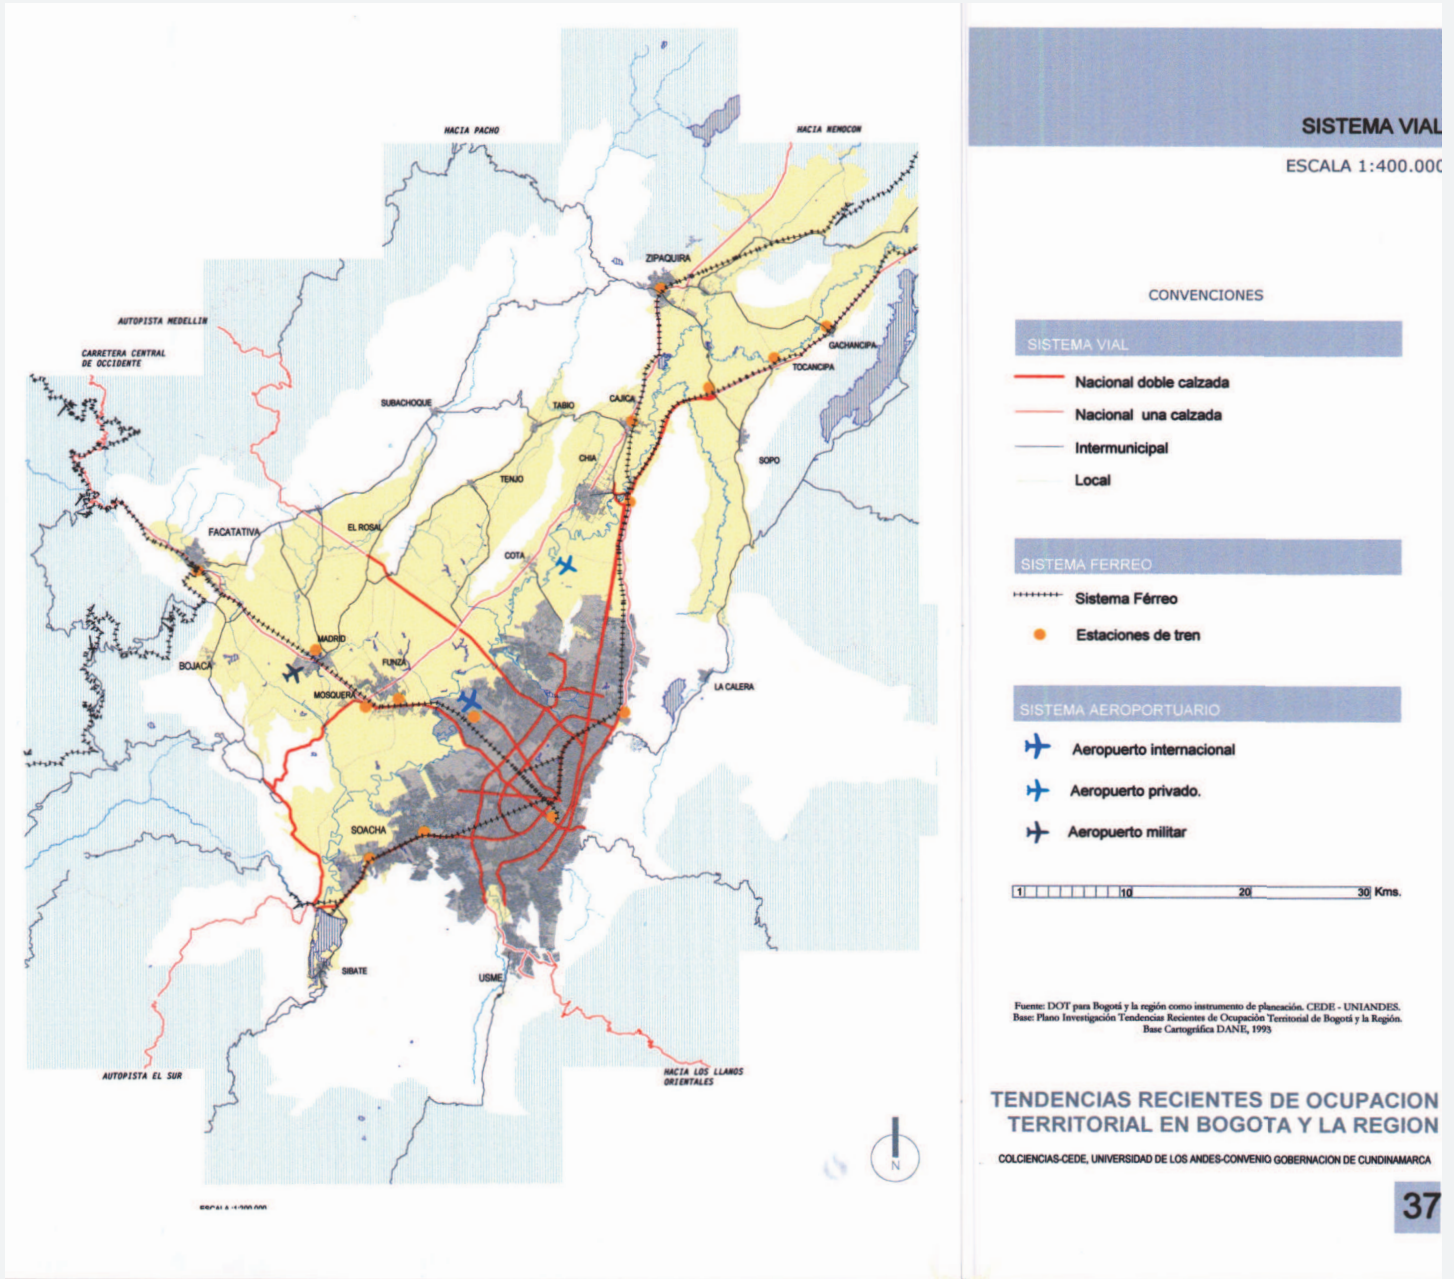 HACIA PACHO
HACIA NEMOCON
ZIPAQUIRA
AUTOPISTA MEDELLIN
CARRETERA CENTRAL
DE OCCIDENTE
GACHANCIPA
TOCANCIPA
SUBACHOQUE
TABIO
CAJICA
CHIA
SOPO
TENJO
FACATATIVA
EL ROSAL
COTA
MADRID
BOJACA
FUNZA
MOSQUERA
LA CALERA
SOACHA
SIBATE
USME
AUTOPISTA EL SUR
HACIA LOS LLANOS
ORIENTALES
N
ESCALA 1:200.000
SISTEMA VIAL
ESCALA 1:400.000
CONVENCIONES
SISTEMA VIAL
Nacional doble calzada
Nacional una calzada
Intermunicipal
Local
SISTEMA FERREO
Sistema Férreo
Estaciones de tren
SISTEMA AEROPORTUARIO
Aeropuerto internacional
Aeropuerto privado.
Aeropuerto militar
1 10 20 30 Kms.
Fuente: DOT para Bogotá y la región como instrumento de planeación. CEDE - UNIANDES.
Base: Plano Investigación Tendencias Recientes de Ocupación Territorial de Bogotá y la Región.
Base Cartográfica DANE, 1993
TENDENCIAS RECIENTES DE OCUPACION
TERRITORIAL EN BOGOTA Y LA REGION
COLCIENCIAS-CEDE, UNIVERSIDAD DE LOS ANDES-CONVENIO GOBERNACION DE CUNDINAMARCA
37